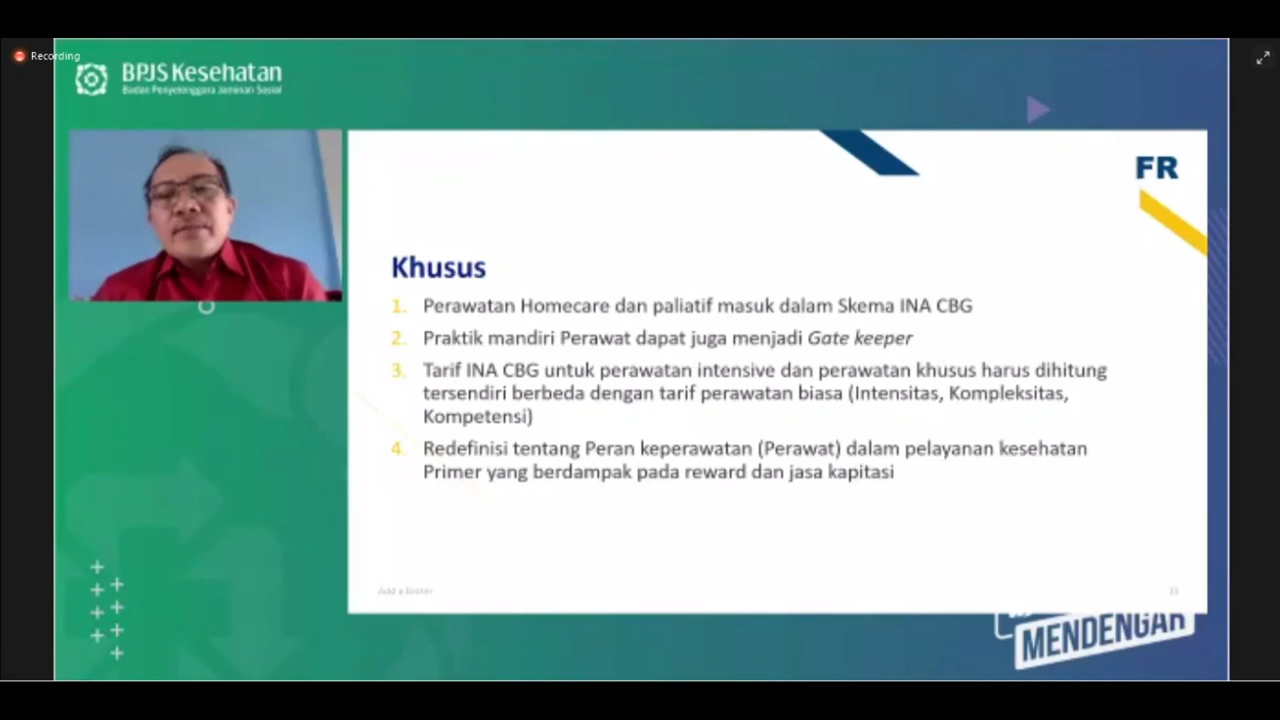 Recording
BPJS Kesehatan
Badan Penyelenggara Jaminan Sosial
FR
Khusus
1. Perawatan Homecare dan paliatif masuk dalam Skema INA CBG
2. Praktik mandiri Perawat dapat juga menjadi Gate keeper
3. Tarif INA CBG untuk perawatan intensive dan perawatan khusus harus dihitung
tersendiri berbeda dengan tarif perawatan biasa (Intensitas, Kompleksitas,
Kompetensi)
4. Redefinisi tentang Peran keperawatan (Perawat) dalam pelayanan kesehatan
Primer yang berdampak pada reward dan jasa kapitasi
Add a footer
MENDENGAR